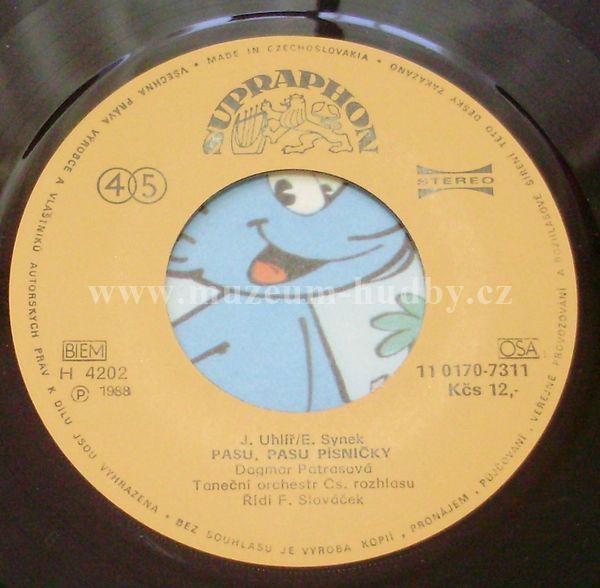 VŠECHNA PRÁVA VÝROBCE A VLASTNÍKŮ AUTORSKÝCH PRÁV K DÍLU JSOU VYHRAZENA • BEZ SOUHLASU JE VÝROBA KOPIÍ, PRONÁJEM, PŮJČOVÁNÍ, VEŘEJNÉ PROVOZOVÁNÍ A ROZHLASOVÉ ŠÍŘENÍ TÉTO DESKY ZAKÁZÁNO • MADE IN CZECHOSLOVAKIA •
SUPRAPHON
45
STEREO
www.muzeum-hudby.cz
BIEM
OSA
H 4202
11 0170-7311
Ⓟ 1988
Kčs 12,-
J. Uhlíř/E. Synek
PASU, PASU PÍSNIČKY
Dagmar Patrasová
Taneční orchestr Čs. rozhlasu
Řídí F. Slováček